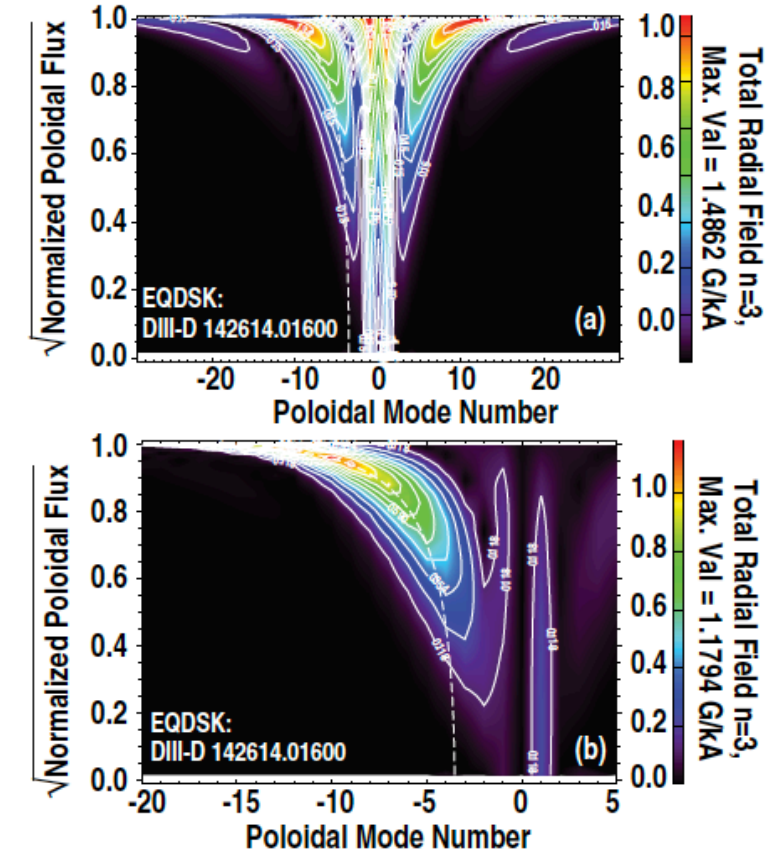 1.0
0.8
0.6
0.4
0.2
0.0
√Normalized Poloidal Flux
EQDSK:
DIII-D 142614.01600
(a)
-20
-10
0
10
20
Poloidal Mode Number
1.0
0.8
0.6
0.4
0.2
0.0
Total Radial Field n=3,
Max. Val = 1.4862 G/kA
1.0
0.8
0.6
0.4
0.2
0.0
√Normalized Poloidal Flux
EQDSK:
DIII-D 142614.01600
(b)
-20
-15
-10
-5
0
5
Poloidal Mode Number
1.0
0.8
0.6
0.4
0.2
0.0
Total Radial Field n=3,
Max. Val = 1.1794 G/kA